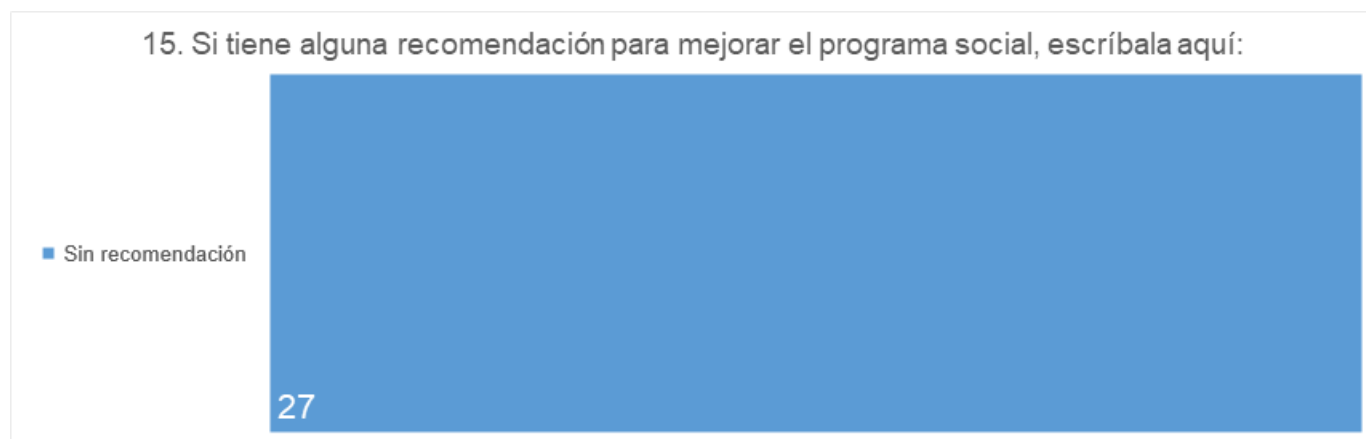 15. Si tiene alguna recomendación para mejorar el programa social, escríbala aquí:
Sin recomendación
27